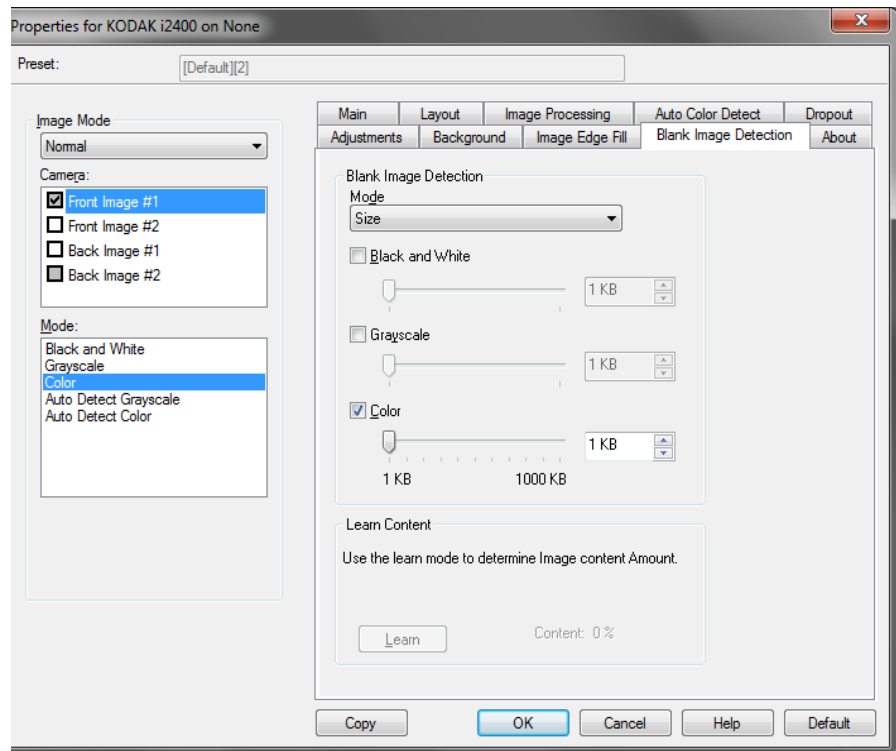 Properties for KODAK i2400 on None
Preset:
[Default][2]
Image Mode
Normal
Camera:
Front Image #1
Front Image #2
Back Image #1
Back Image #2
Mode:
Black and White
Grayscale
Color
Auto Detect Grayscale
Auto Detect Color
Main Layout Image Processing Auto Color Detect Dropout
Adjustments Background Image Edge Fill Blank Image Detection About
Blank Image Detection
Mode
Size
Black and White
1 KB
Grayscale
1 KB
Color
1 KB
1 KB 1000 KB
Learn Content
Use the learn mode to determine Image content Amount.
Learn Content: 0 %
Copy OK Cancel Help Default